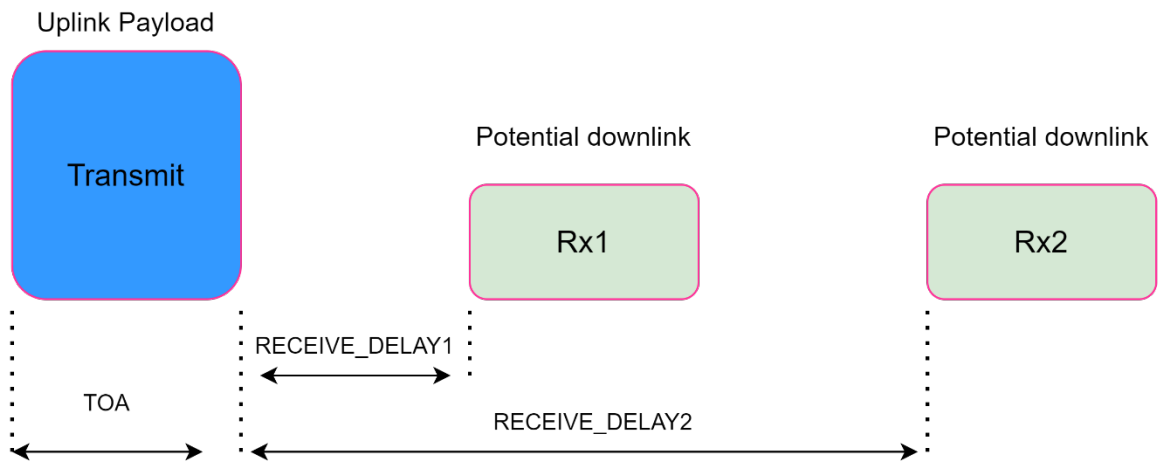 Uplink Payload
Transmit
Potential downlink
Rx1
Potential downlink
Rx2
RECEIVE_DELAY1
TOA
RECEIVE_DELAY2